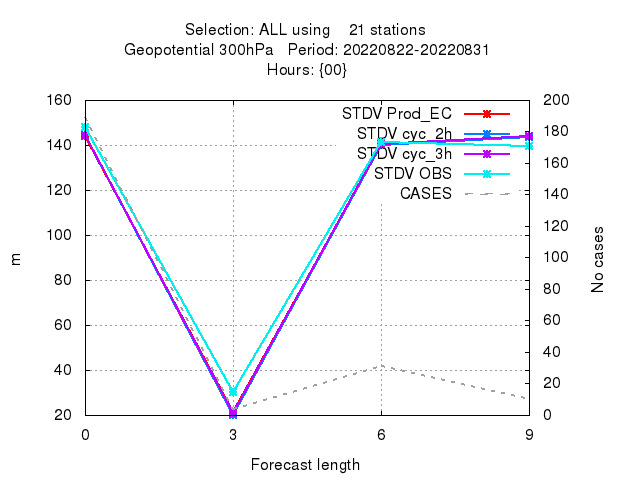 Selection: ALL using 21 stations
Geopotential 300hPa Period: 20220822-20220831
Hours: {00}
160 200
STDV Prod_EC
180
140 STDV cyc_2h
STDV cyc_3h
160
STDV OBS
120 CASES 140
120
100
100
m No cases
80
80
60
60
40 40
20
20 0
0 3 6 9
Forecast length